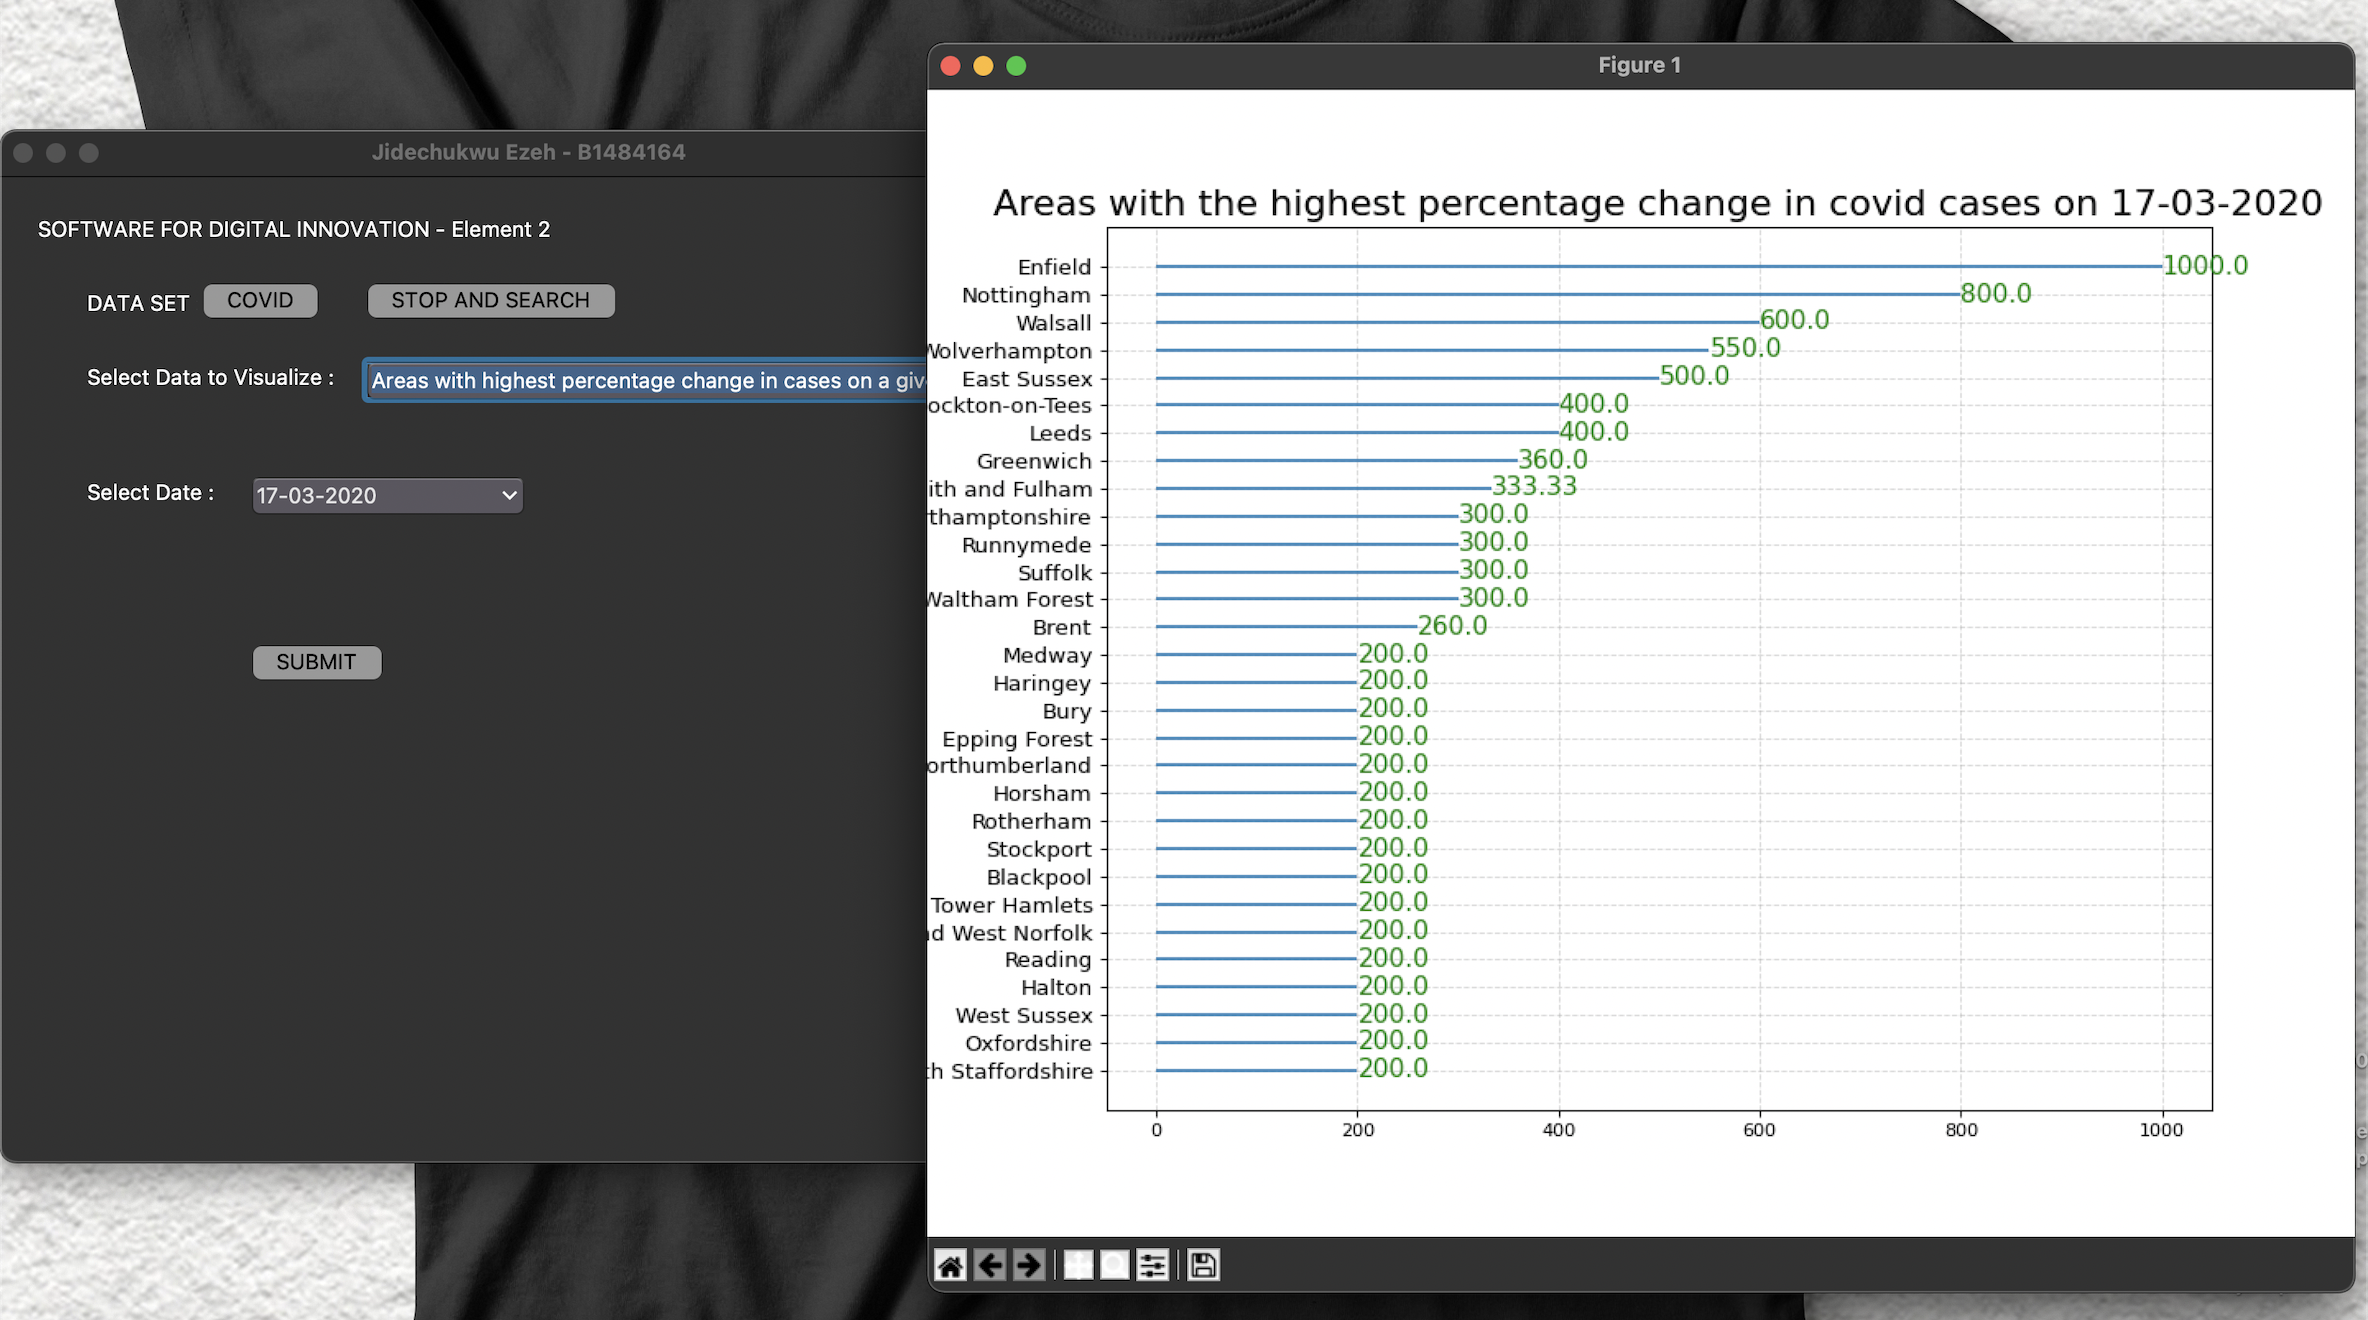 Jidechukwu Ezeh - B1484164
SOFTWARE FOR DIGITAL INNOVATION - Element 2
DATA SET COVID STOP AND SEARCH
Select Data to Visualize : Areas with highest percentage change in cases on a
Select Date : 17-03-2020
SUBMIT
Figure 1
Areas with the highest percentage change in covid cases on 17-03-2020
Enfield 1000.0
Nottingham 800.0
Walsall 600.0
Wolverhampton 550.0
East Sussex 500.0
ockton-on-Tees 400.0
Leeds 400.0
Greenwich 360.0
ith and Fulham 333.33
thamptonshire 300.0
Runnymede 300.0
Suffolk 300.0
Waltham Forest 300.0
Brent 260.0
Medway 200.0
Haringey 200.0
Bury 200.0
Epping Forest 200.0
orthumberland 200.0
Horsham 200.0
Rotherham 200.0
Stockport 200.0
Blackpool 200.0
Tower Hamlets 200.0
nd West Norfolk 200.0
Reading 200.0
Halton 200.0
West Sussex 200.0
Oxfordshire 200.0
th Staffordshire 200.0
0 200 400 600 800 1000